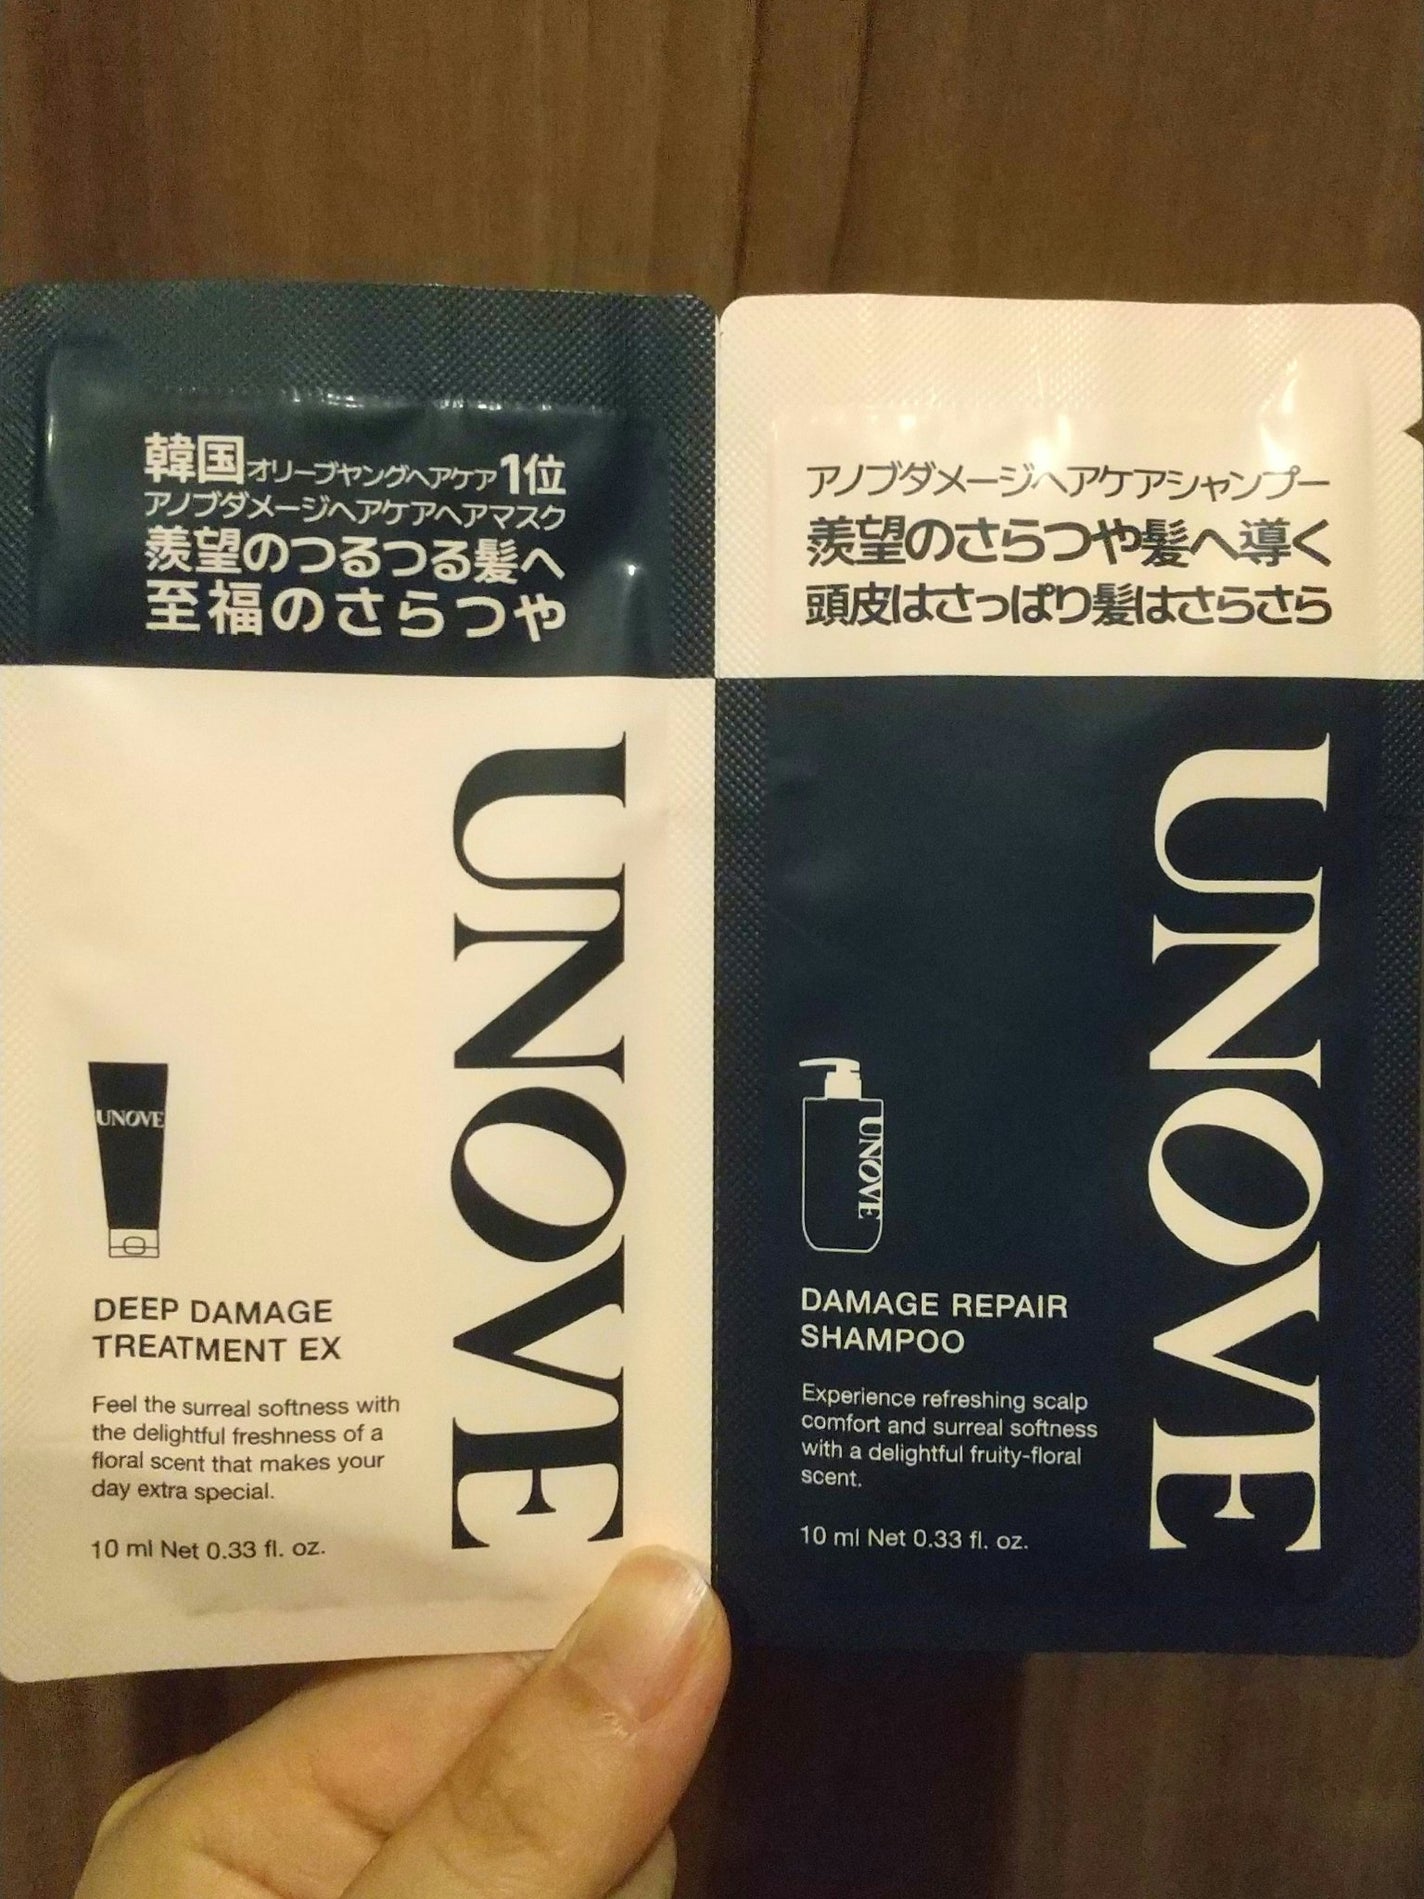 韓国オリーブヤングヘアケア1位
アノブダメージヘアケアヘアマスク
羨望のつるつる髪へ
至福のさらつや
UNOVE
UNOVE
DEEP DAMAGE
TREATMENT EX
Feel the surreal softness with
the delightful freshness of a
floral scent that makes your
day extra special.
10 ml Net 0.33 fl. oz.
アノブダメージヘアケアシャンプー
羨望のさらつや髪へ導く
頭皮はさっぱり髪はさらさら
UNOVE
UNOVE
DAMAGE REPAIR
SHAMPOO
Experience refreshing scalp
comfort and surreal softness
with a delightful fruity-floral
scent.
10 ml Net 0.33 fl. oz.